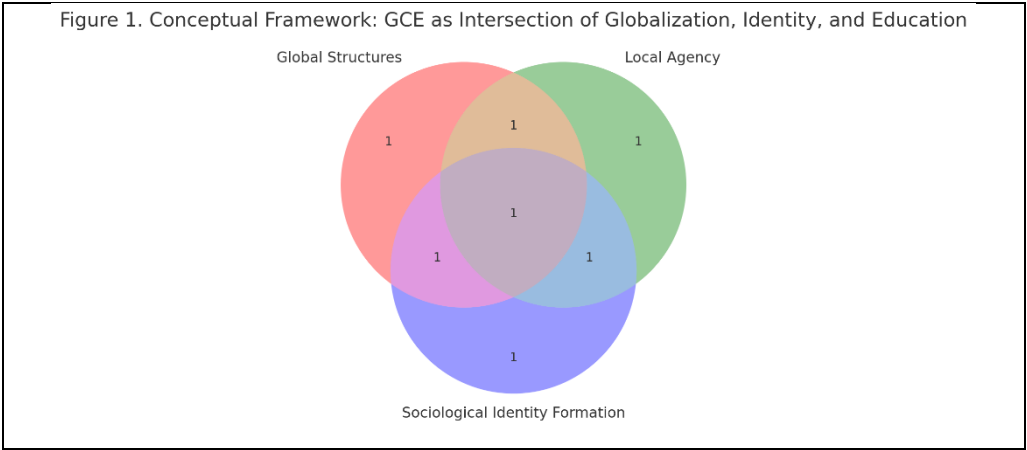 Figure 1. Conceptual Framework: GCE as Intersection of Globalization, Identity, and Education
Global Structures
Local Agency
1
1
1
1
1
1
1
Sociological Identity Formation